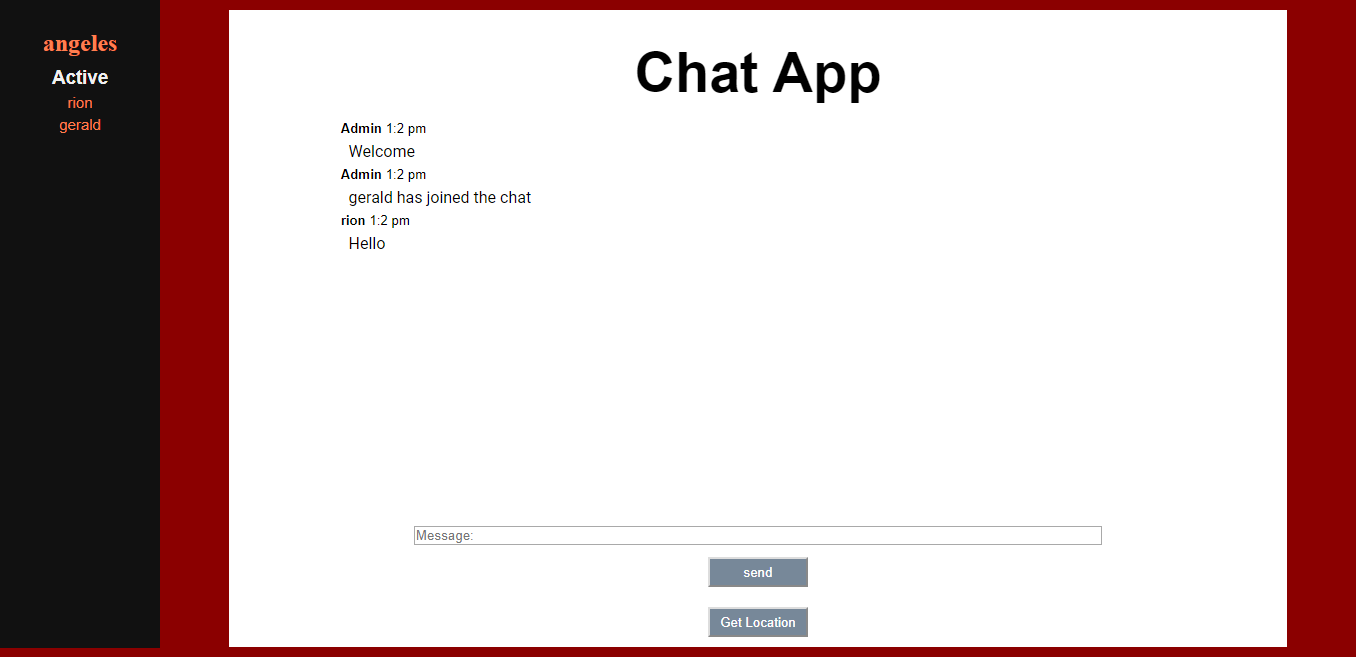 angeles
Active
rion
gerald
Chat App
Admin 1:2 pm
Welcome
Admin 1:2 pm
gerald has joined the chat
rion 1:2 pm
Hello
Message:
send
Get Location